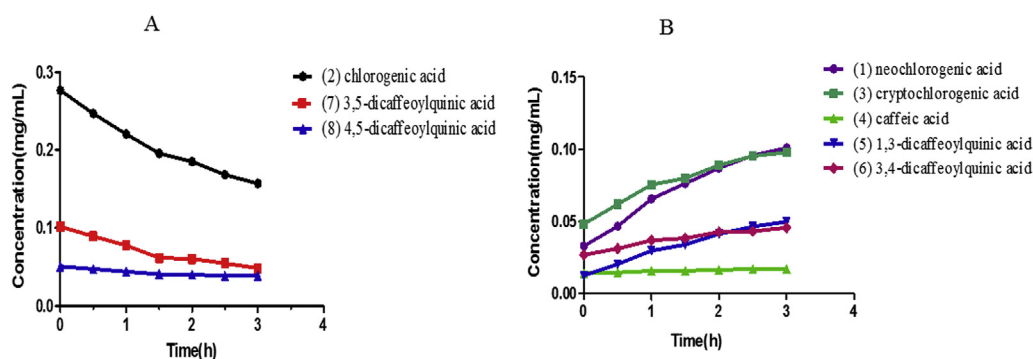 A
Concentration(mg/mL)
0.3
0.2
0.1
0.0
0
1
2
3
4
Time(h)
(2) chlorogenic acid
(7) 3,5-dicaffeoylquinic acid
(8) 4,5-dicaffeoylquinic acid
B
Concentration(mg/mL)
0.15
0.10
0.05
0.00
0
1
2
3
4
Time(h)
(1) neochlorogenic acid
(3) cryptochlorogenic acid
(4) caffeic acid
(5) 1,3-dicaffeoylquinic acid
(6) 3,4-dicaffeoylquinic acid